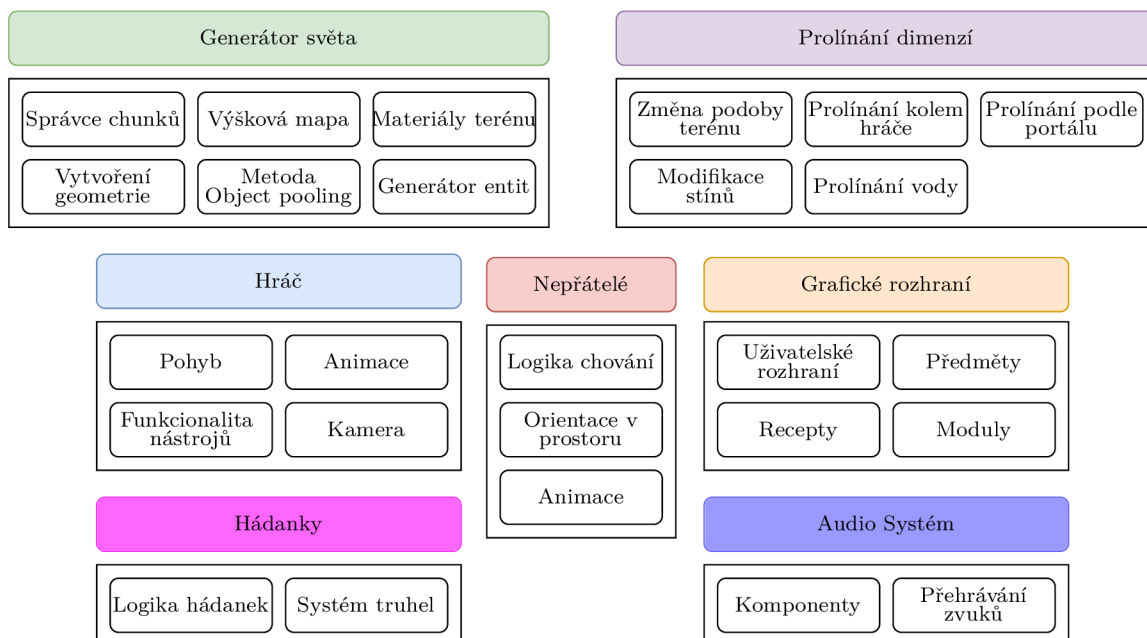 Generátor světa
Správce chunků
Výšková mapa
Materiály terénu
Vytvoření
geometrie
Metoda
Object pooling
Generátor entit
Prolínání dimenzí
Změna podoby
terénu
Prolínání kolem
hráče
Prolínání podle
portálu
Modifikace
stínů
Prolínání vody
Hráč
Pohyb
Animace
Funkcionalita
nástrojů
Kamera
Nepřátelé
Logika chování
Orientace v
prostoru
Animace
Grafické rozhraní
Uživatelské
rozhraní
Předměty
Recepty
Moduly
Hádanky
Logika hádanek
Systém truhel
Audio Systém
Komponenty
Přehrávání
zvuků